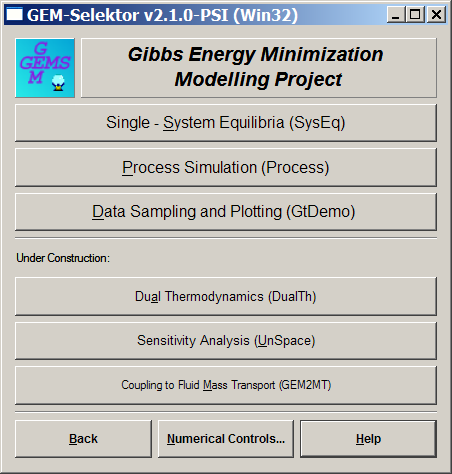 GEM-Selektor v2.1.0-PSI (Win32)
G
GEMS
M
Gibbs Energy Minimization
Modelling Project
Single - System Equilibria (SysEq)
Process Simulation (Process)
Data Sampling and Plotting (GtDemo)
Under Construction:
Dual Thermodynamics (DualTh)
Sensitivity Analysis (UnSpace)
Coupling to Fluid Mass Transport (GEM2MT)
Back
Numerical Controls...
Help